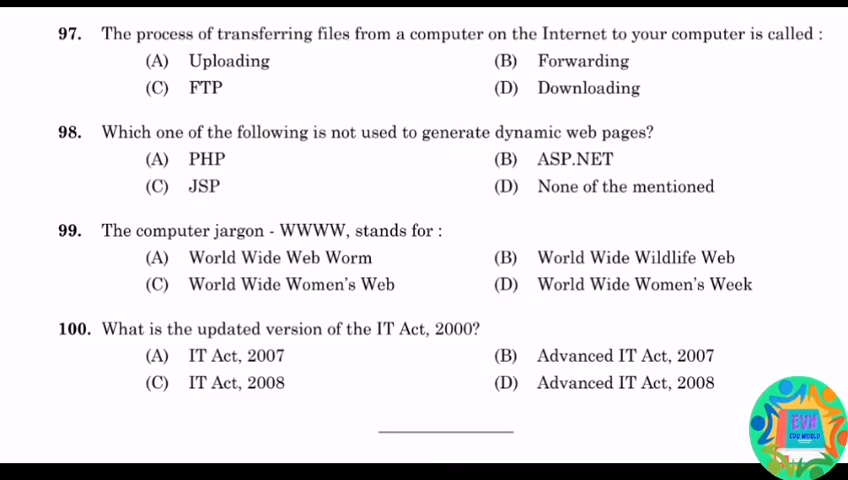 97. The process of transferring files from a computer on the Internet to your computer is called :
(A) Uploading (B) Forwarding
(C) FTP (D) Downloading
98. Which one of the following is not used to generate dynamic web pages?
(A) PHP (B) ASP.NET
(C) JSP (D) None of the mentioned
99. The computer jargon - WWWW, stands for :
(A) World Wide Web Worm (B) World Wide Wildlife Web
(C) World Wide Women's Web (D) World Wide Women's Week
100. What is the updated version of the IT Act, 2000?
(A) IT Act, 2007 (B) Advanced IT Act, 2007
(C) IT Act, 2008 (D) Advanced IT Act, 2008
EVH
EDU WORLD